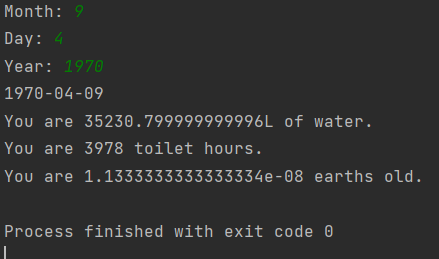 Month: 9
Day: 4
Year: 1970
1970-04-09
You are 35230.799999999996L of water.
You are 3978 toilet hours.
You are 1.1333333333333334e-08 earths old.
Process finished with exit code 0